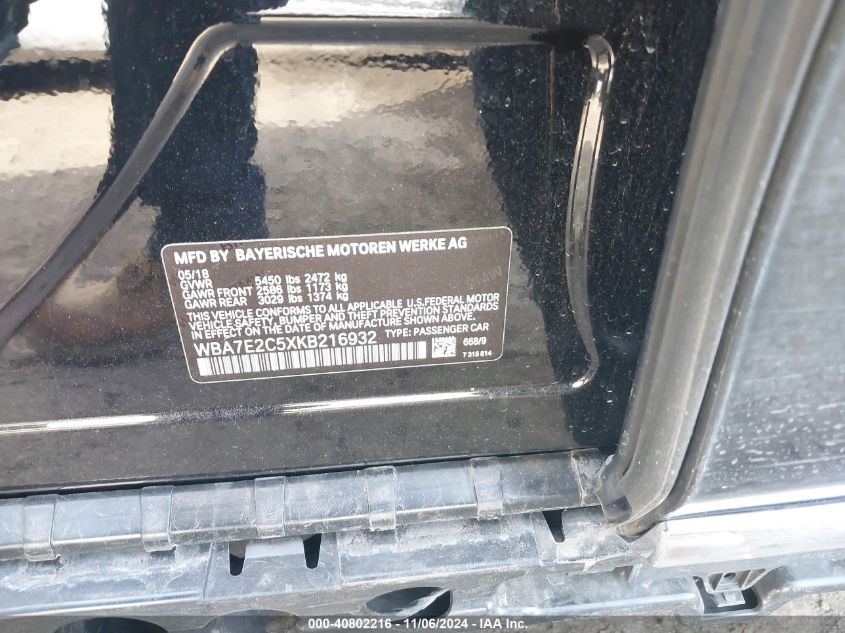 MFD BY BAYERISCHE MOTOREN WERKE AG
05/18
GVWR 5450 lbs 2472 kg
GAWR FRONT 2586 lbs 1173 kg
GAWR REAR 3029 lbs 1374 kg
THIS VEHICLE CONFORMS TO ALL APPLICABLE U.S.FEDERAL MOTOR
VEHICLE SAFETY, BUMPER AND THEFT PREVENTION STANDARDS
IN EFFECT ON THE DATE OF MANUFACTURE SHOWN ABOVE.
WBA7E2C5XKB216932 TYPE: PASSENGER CAR
668/9
7 315 614
000-40802216 - 11/06/2024 - IAA Inc.